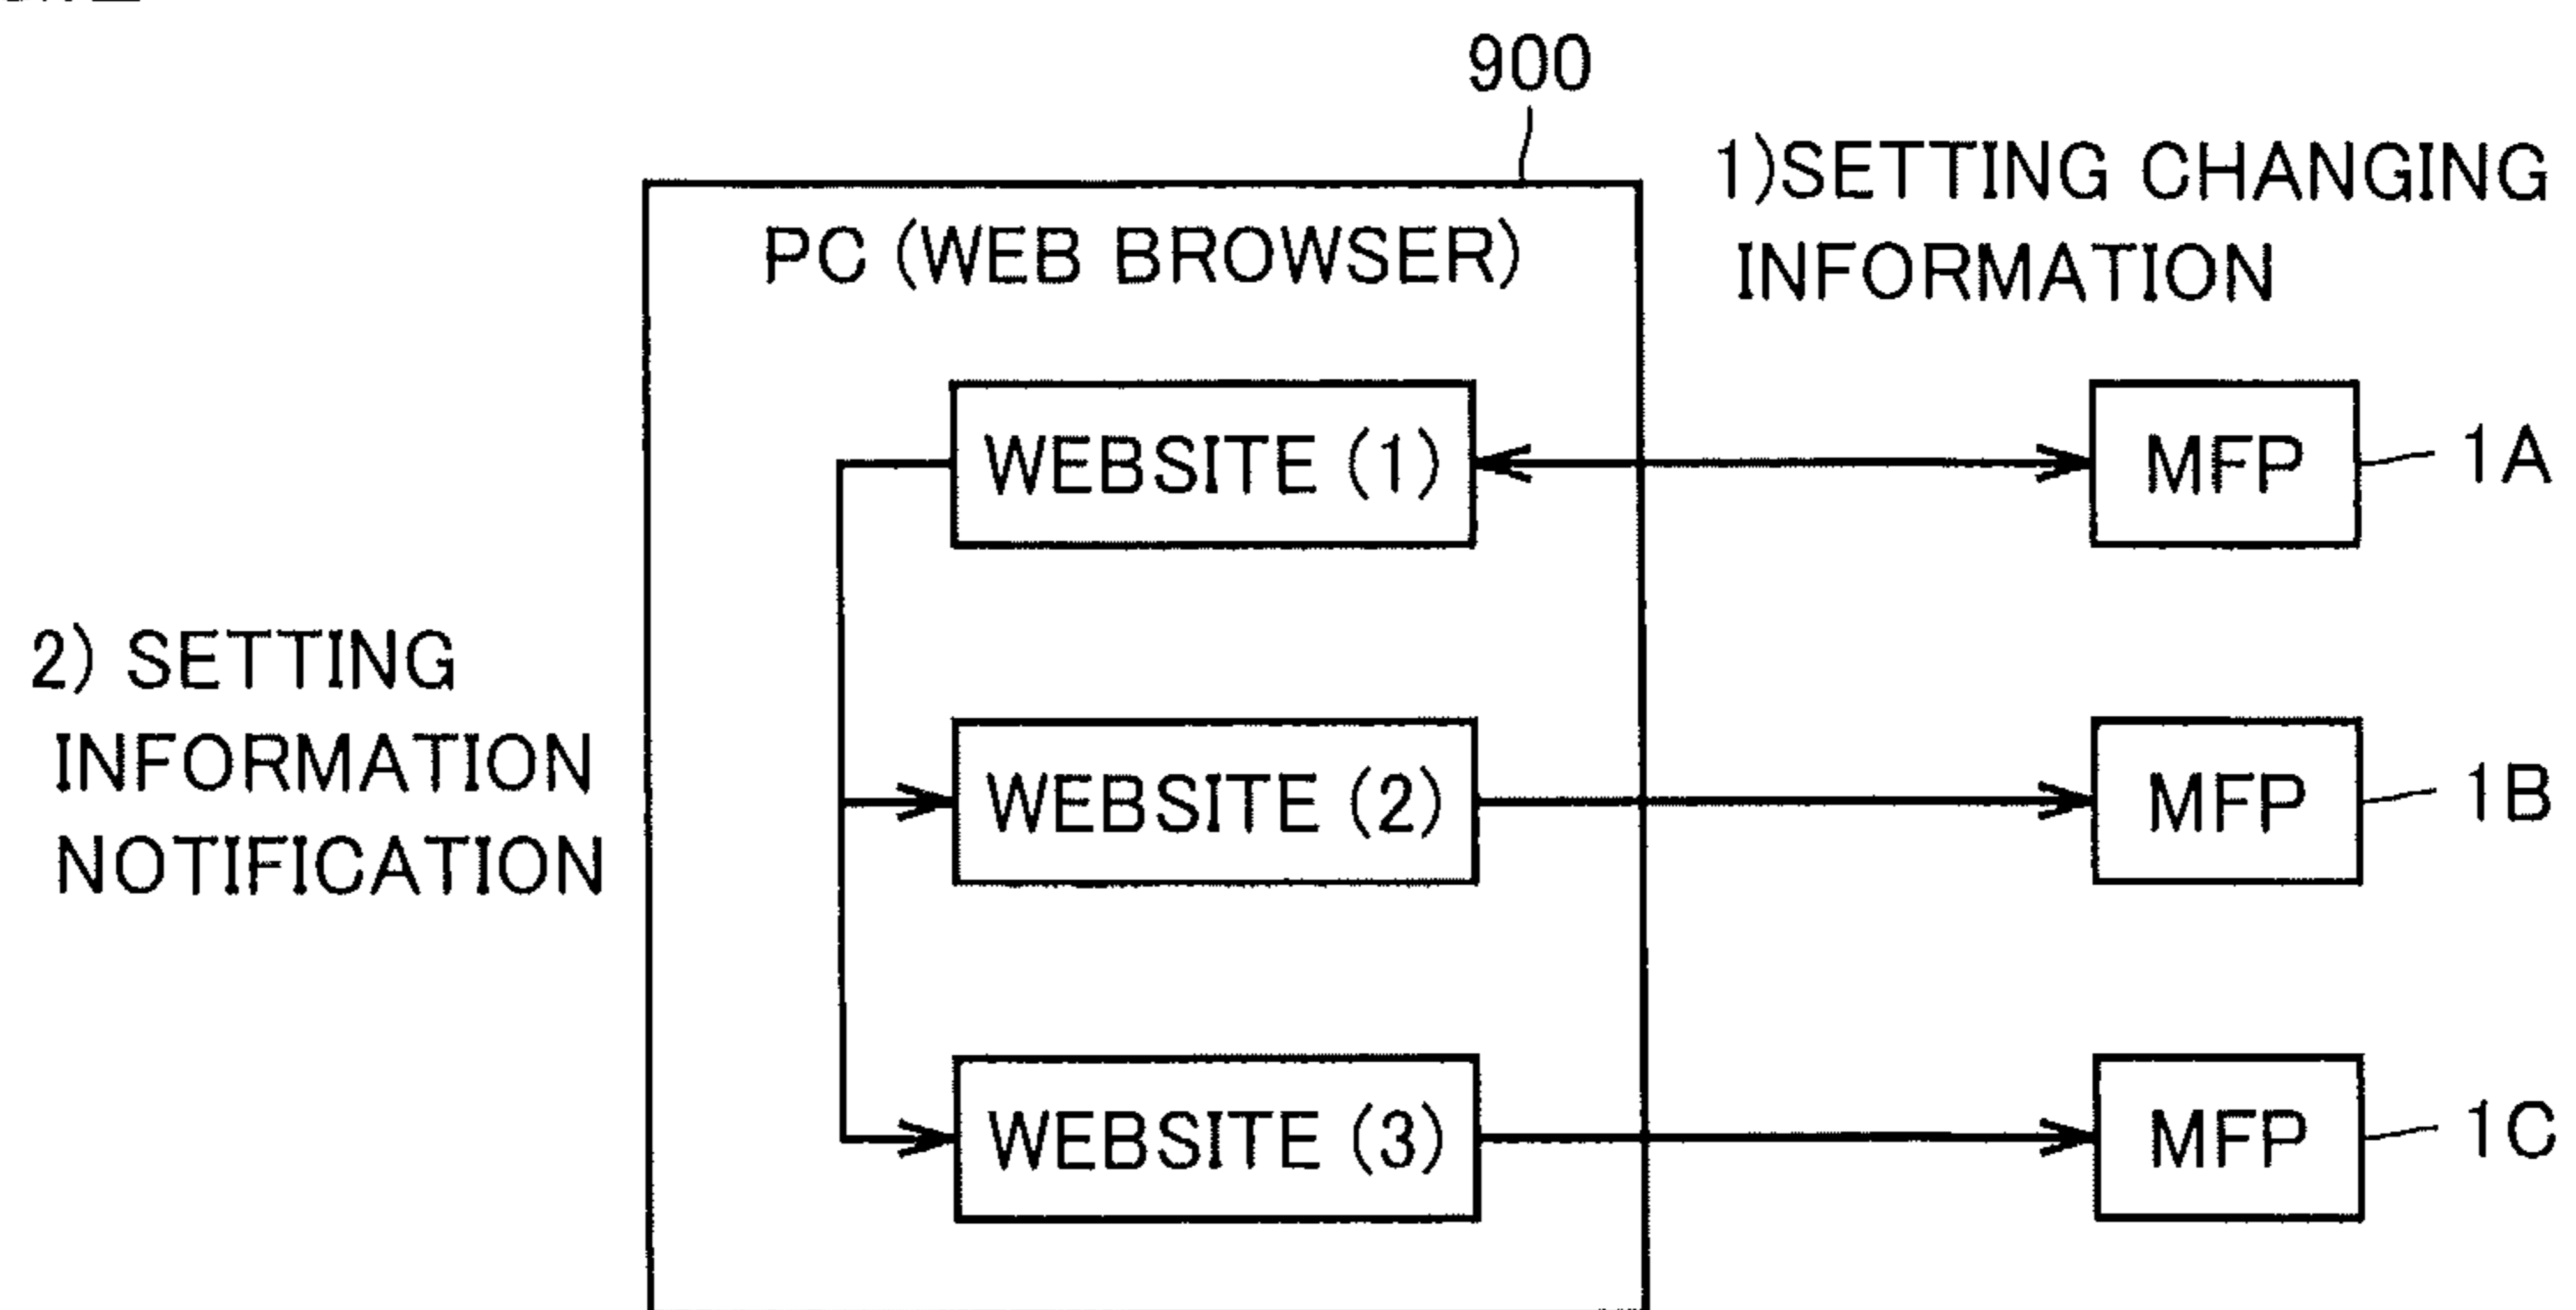 900
1)SETTING CHANGING
INFORMATION
PC (WEB BROWSER)
WEBSITE (1)
MFP
1A
2) SETTING
INFORMATION
NOTIFICATION
WEBSITE (2)
MFP
1B
WEBSITE (3)
MFP
1C